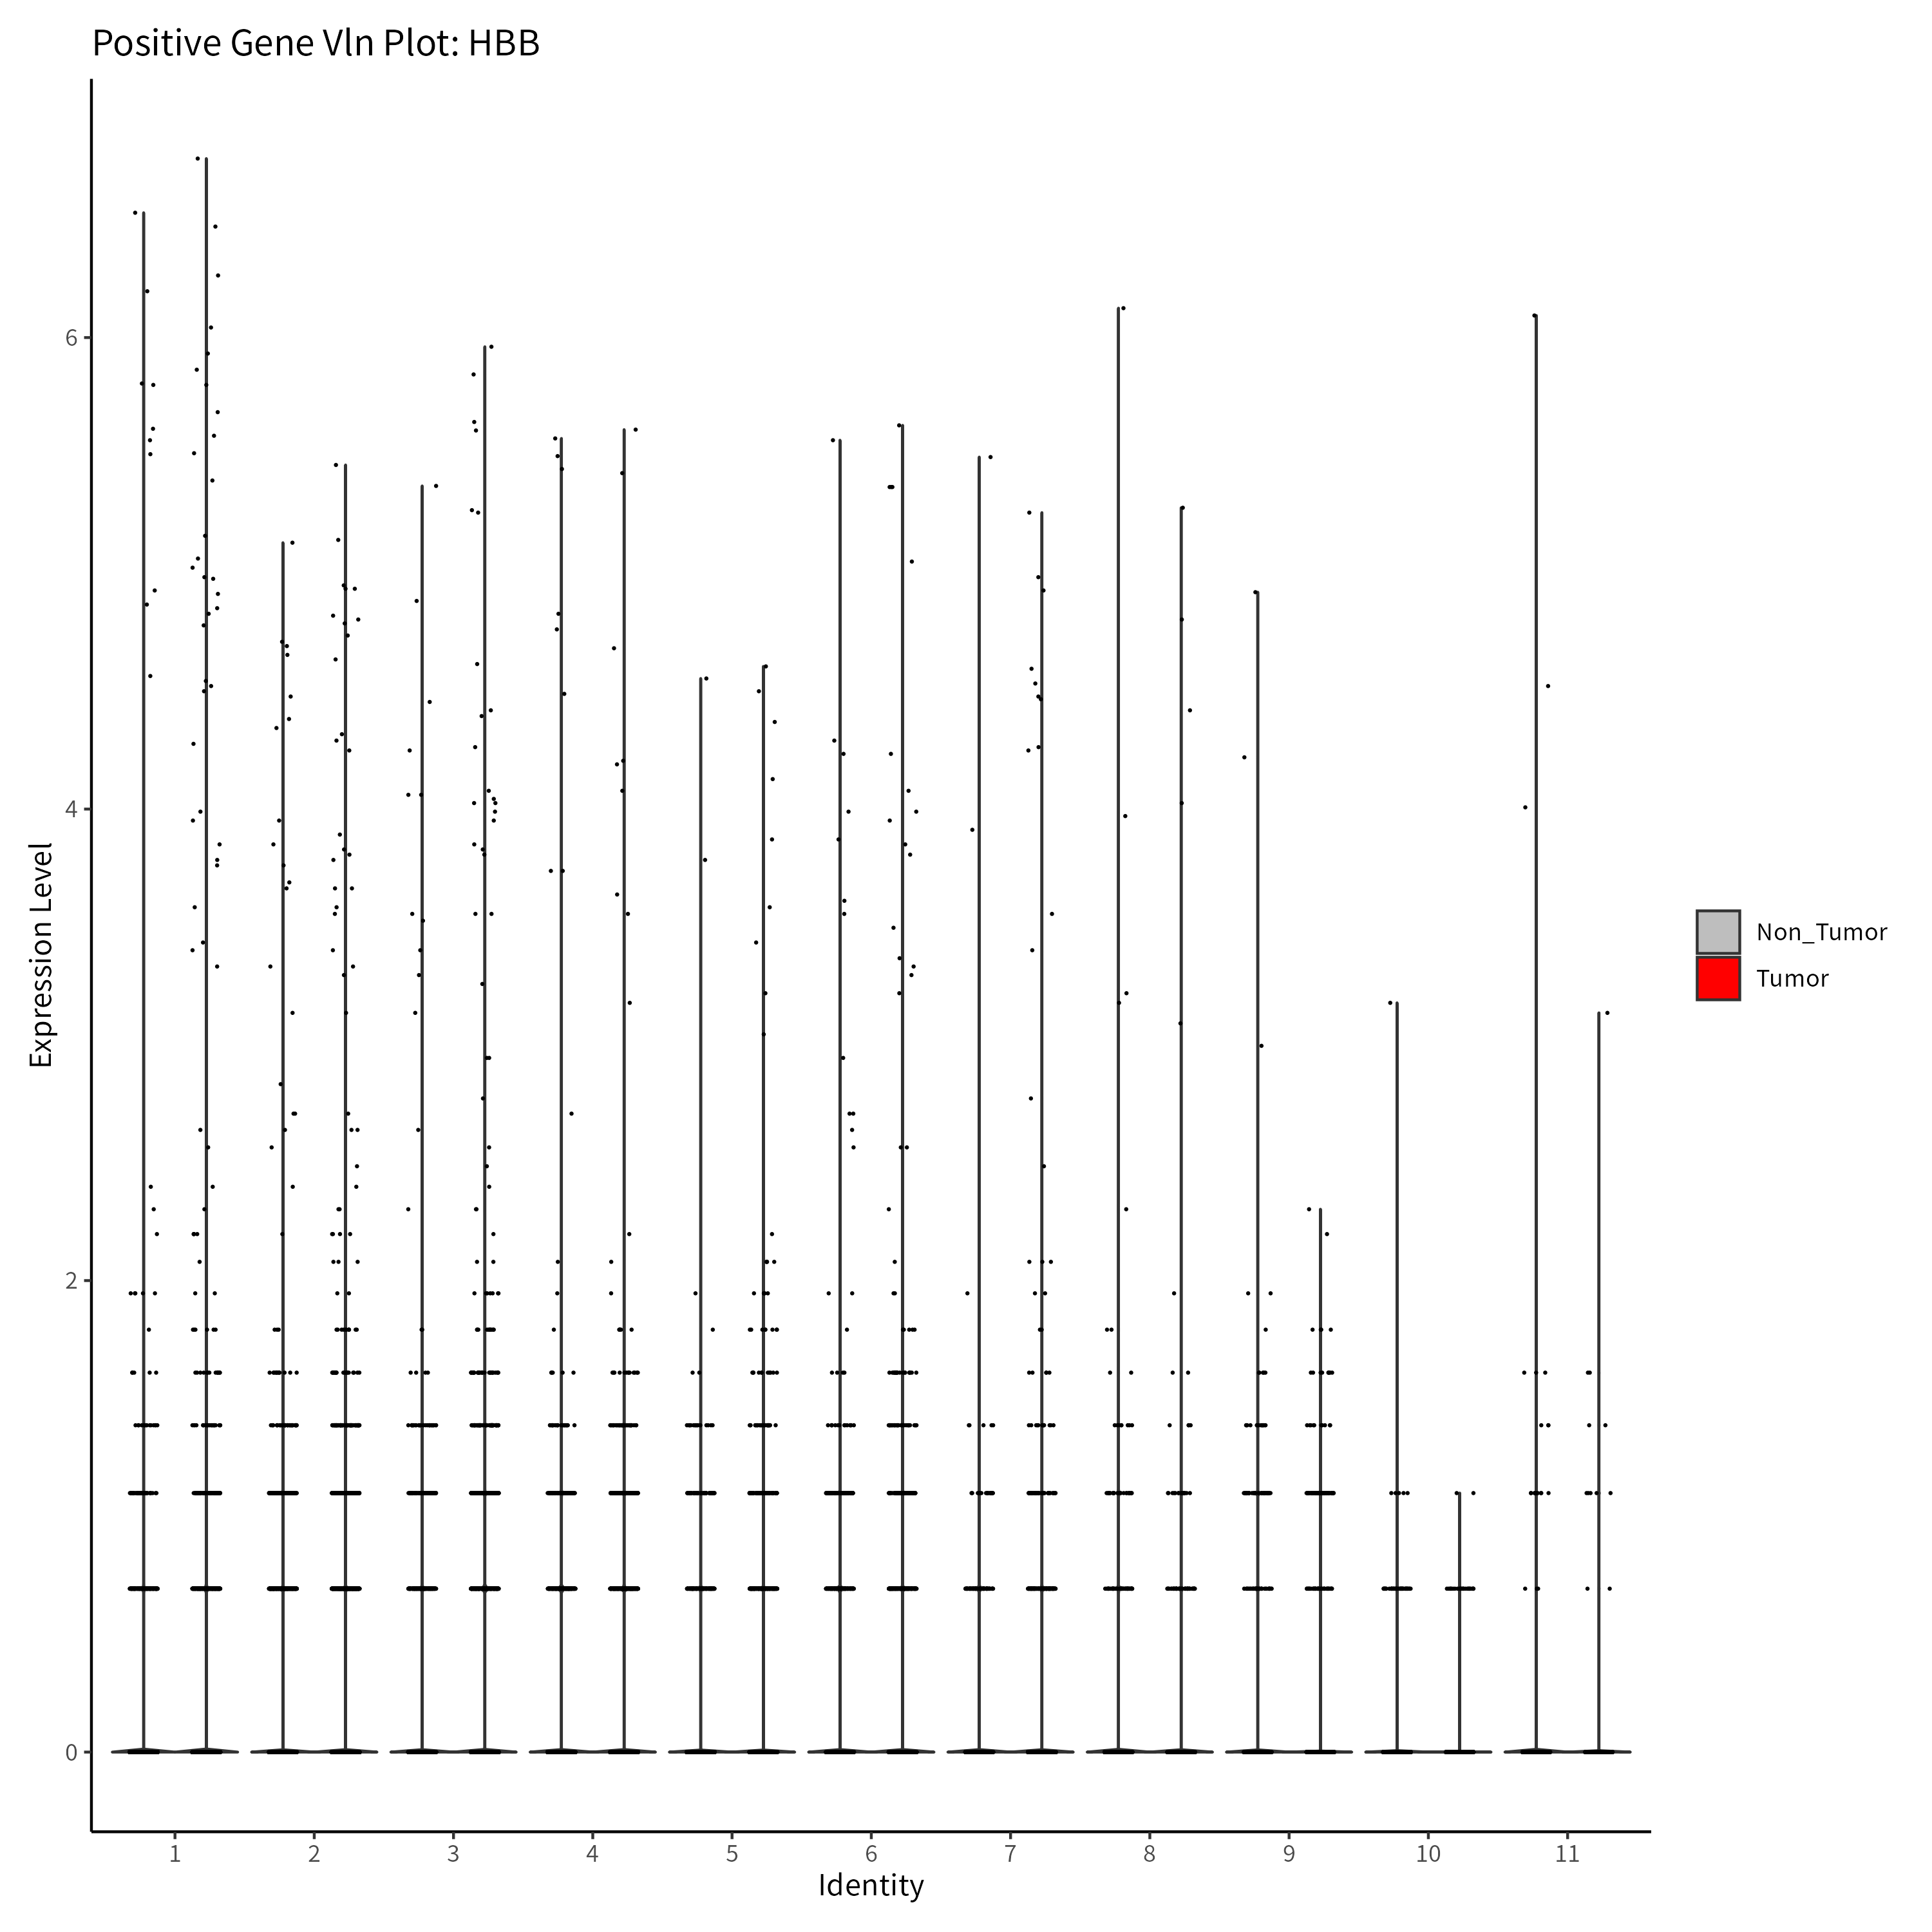 Positive Gene Vln Plot: HBB
Expression Level
6
4
2
0
1 2 3 4 5 6 7 8 9 10 11
Identity
Non_Tumor
Tumor